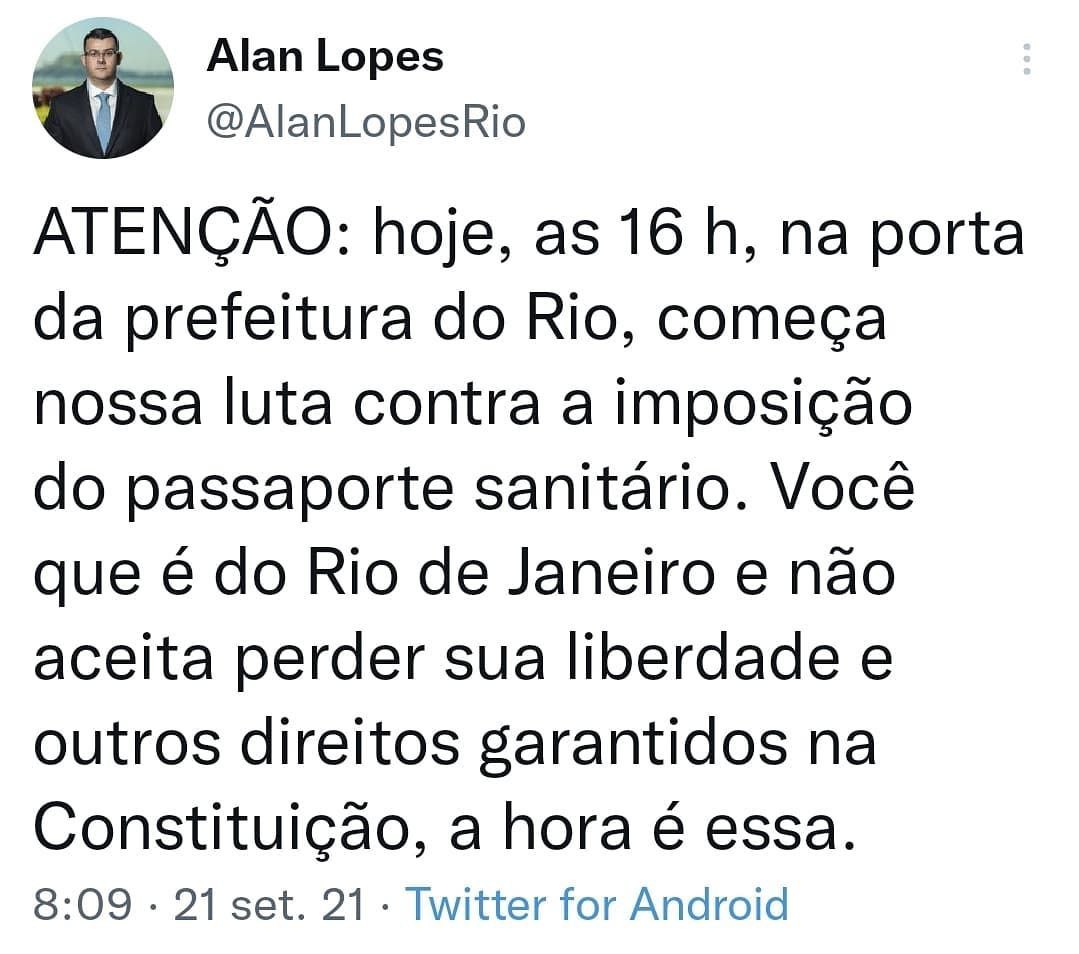 Alan Lopes
@AlanLopesRio
ATENÇÃO: hoje, as 16 h, na porta
da prefeitura do Rio, começa
nossa luta contra a imposição
do passaporte sanitário. Você
que é do Rio de Janeiro e não
aceita perder sua liberdade e
outros direitos garantidos na
Constituição, a hora é essa.
8:09 · 21 set. 21 · Twitter for Android